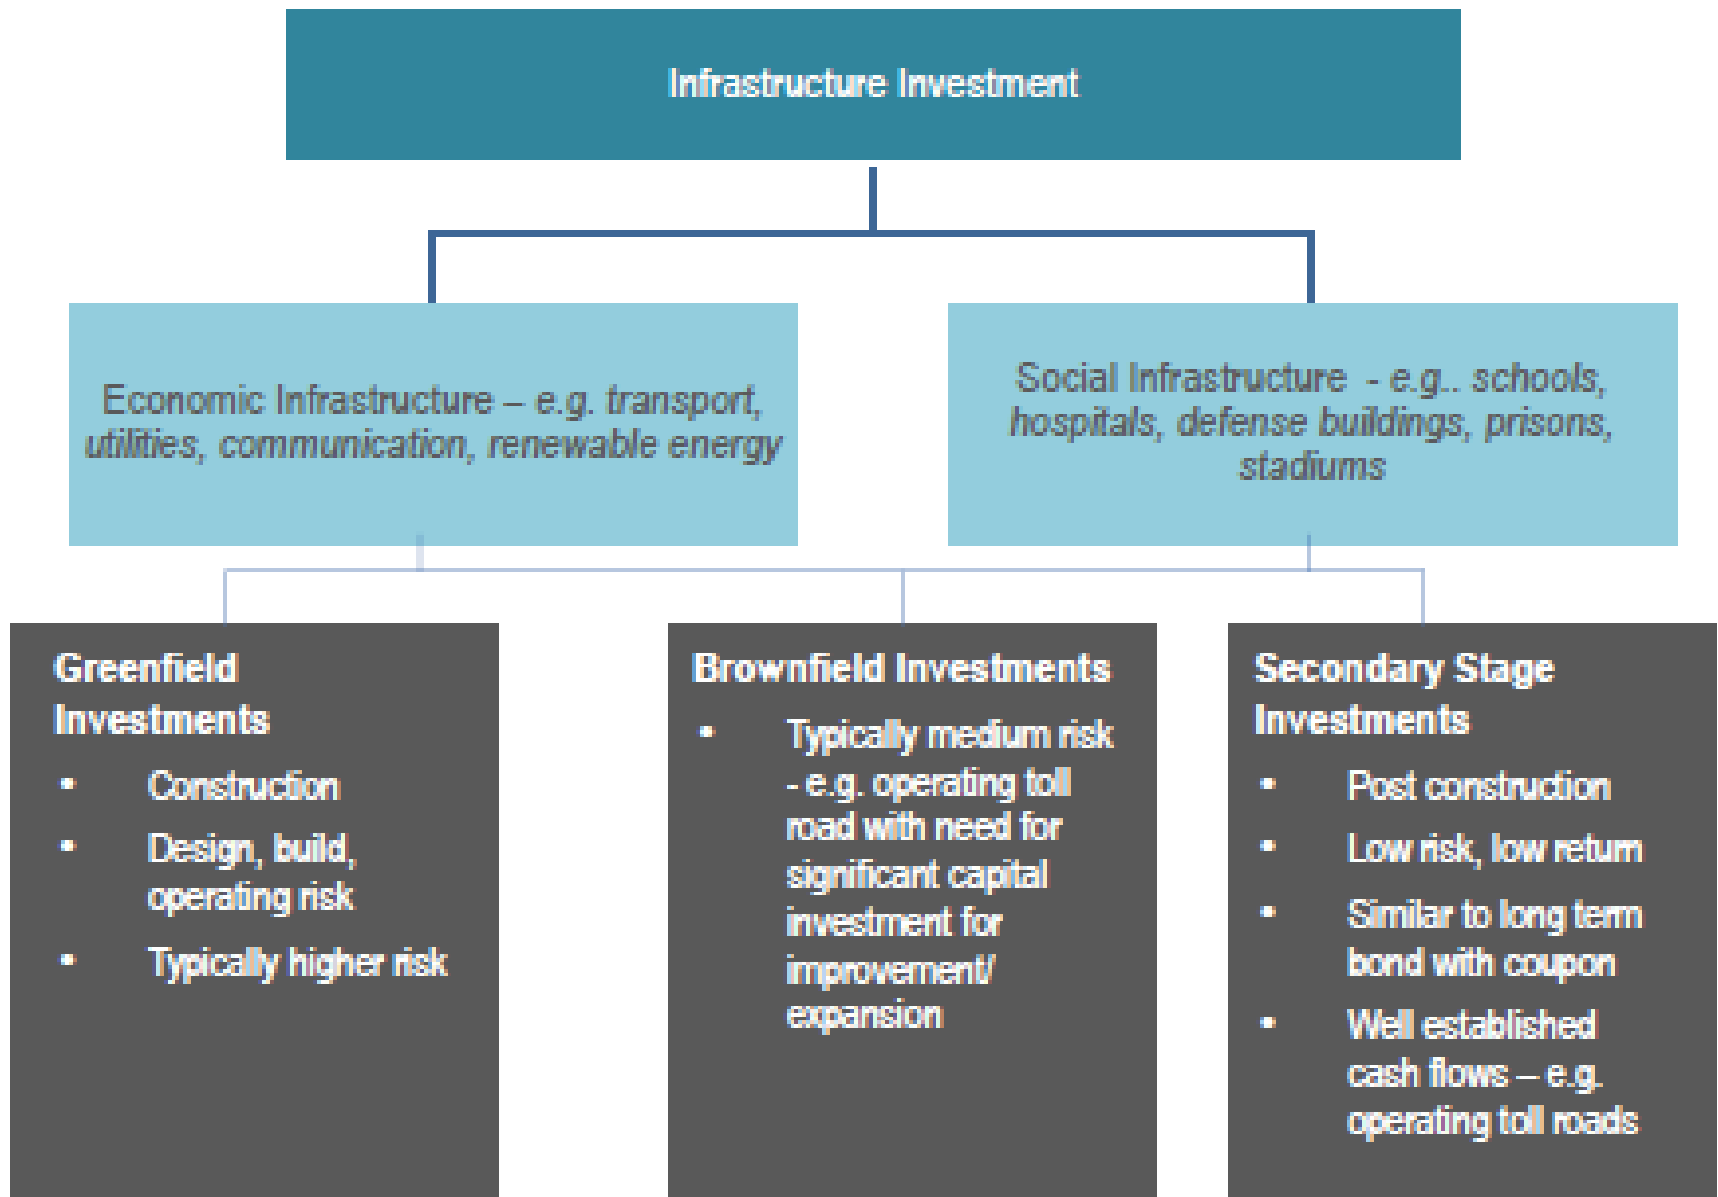 Infrastructure Investment
Economic Infrastructure – e.g. transport,
utilities, communication, renewable energy
Social Infrastructure - e.g.. schools,
hospitals, defense buildings, prisons,
stadiums
Greenfield
Investments
• Construction
• Design, build,
operating risk
• Typically higher risk
Brownfield Investments
• Typically medium risk
- e.g. operating toll
road with need for
significant capital
investment for
improvement/
expansion
Secondary Stage
Investments
• Post construction
• Low risk, low return
• Similar to long term
bond with coupon
• Well established
cash flows – e.g.
operating toll roads